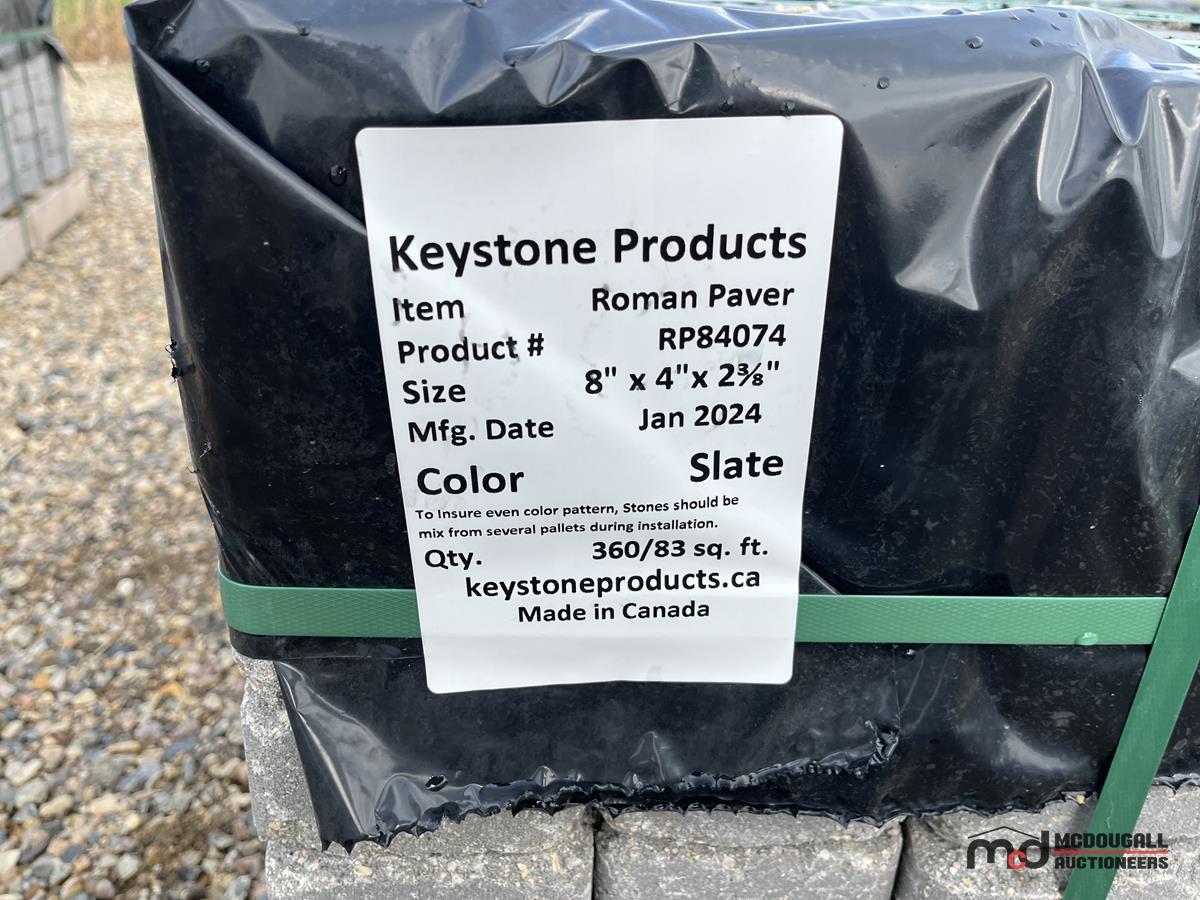 Keystone Products
Item Roman Paver
Product # RP84074
Size 8" x 4"x 2⅜"
Mfg. Date Jan 2024
Color Slate
To Insure even color pattern, Stones should be
mix from several pallets during installation.
Qty. 360/83 sq. ft.
keystoneproducts.ca
Made in Canada
mcd MCDOUGALL
AUCTIONEERS